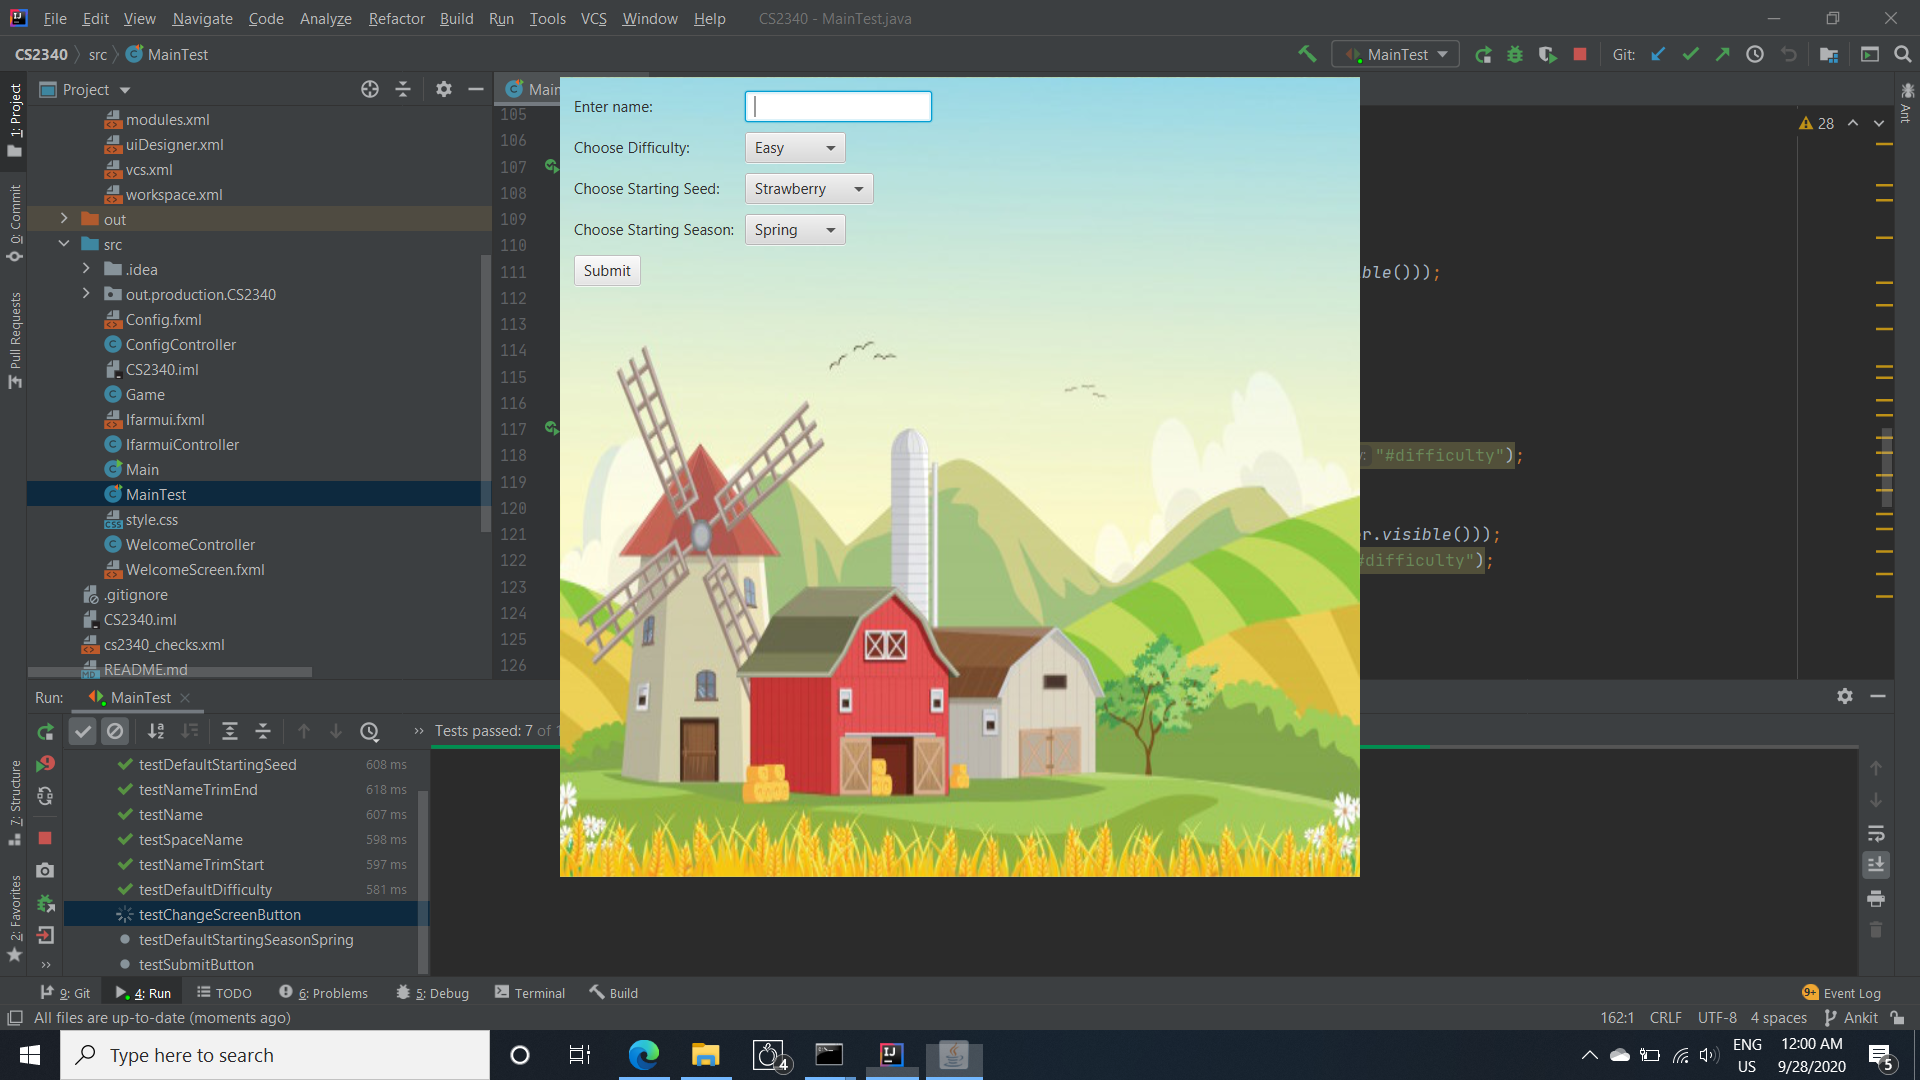 File Edit View Navigate Code Analyze Refactor Build Run Tools VCS Window Help CS2340 - MainTest.java
CS2340 src MainTest
MainTest Git:
Project
modules.xml
uiDesigner.xml
vcs.xml
workspace.xml
out
src
.idea
out.production.CS2340
Config.fxml
ConfigController
CS2340.iml
Game
Ifarmui.fxml
IfarmuiController
Main
MainTest
style.css
WelcomeController
WelcomeScreen.fxml
.gitignore
CS2340.iml
cs2340_checks.xml
README.md
1: Project
0: Commit
Pull Requests
7: Structure
2: Favorites
Main
105
106
107
108
109
110
111
112
113
114
115
116
117
118
119
120
121
122
123
124
125
126
Enter name:
Choose Difficulty: Easy
Choose Starting Seed: Strawberry
Choose Starting Season: Spring
Submit
28
Ant
ble()));
"#difficulty");
r.visible()));
difficulty");
Run: MainTest
Tests passed: 7 of 1
testDefaultStartingSeed 608 ms
testNameTrimEnd 618 ms
testName 607 ms
testSpaceName 598 ms
testNameTrimStart 597 ms
testDefaultDifficulty 581 ms
testChangeScreenButton
testDefaultStartingSeasonSpring
testSubmitButton
9: Git 4: Run TODO 6: Problems 5: Debug Terminal Build 9+ Event Log
All files are up-to-date (moments ago) 162:1 CRLF UTF-8 4 spaces Ankit
Type here to search
4
ENG
US
12:00 AM
9/28/2020
5